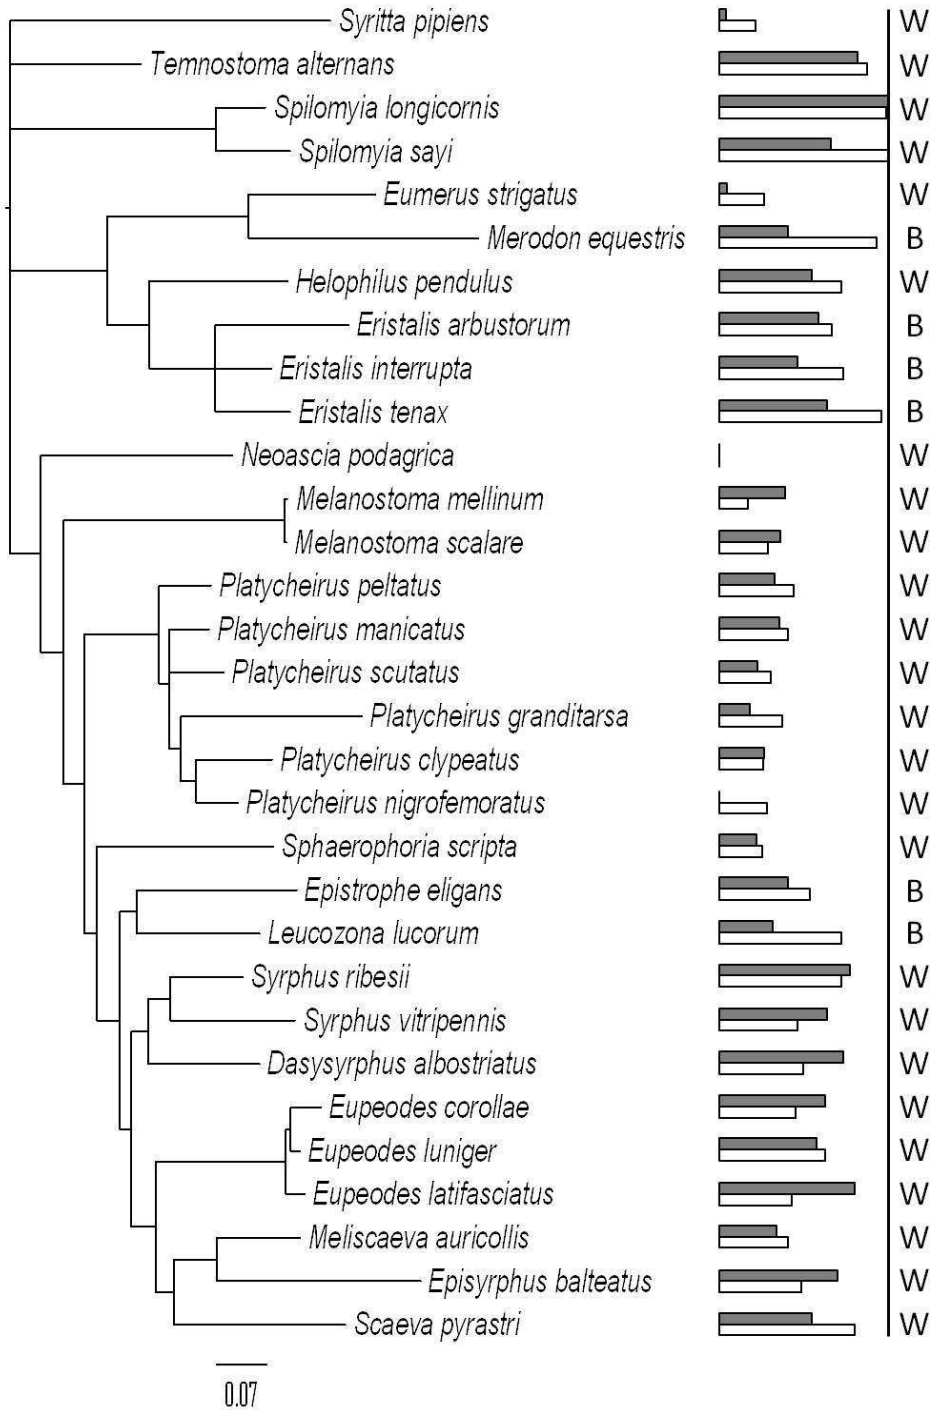 Syritta pipiens W
Temnostoma alternans W
Spilomyia longicornis W
Spilomyia sayi W
Eumerus strigatus W
Merodon equestris B
Helophilus pendulus W
Eristalis arbustorum B
Eristalis interrupta B
Eristalis tenax B
Neoascia podagrica W
Melanostoma mellinum W
Melanostoma scalare W
Platycheirus peltatus W
Platycheirus manicatus W
Platycheirus scutatus W
Platycheirus granditarsa W
Platycheirus clypeatus W
Platycheirus nigrofemoratus W
Sphaerophoria scripta W
Epistrophe eligans B
Leucozona lucorum B
Syrphus ribesii W
Syrphus vitripennis W
Dasysyrphus albostriatus W
Eupeodes corollae W
Eupeodes luniger W
Eupeodes latifasciatus W
Meliscaeva auricollis W
Episyrphus balteatus W
Scaeva pyrastri W
0.07